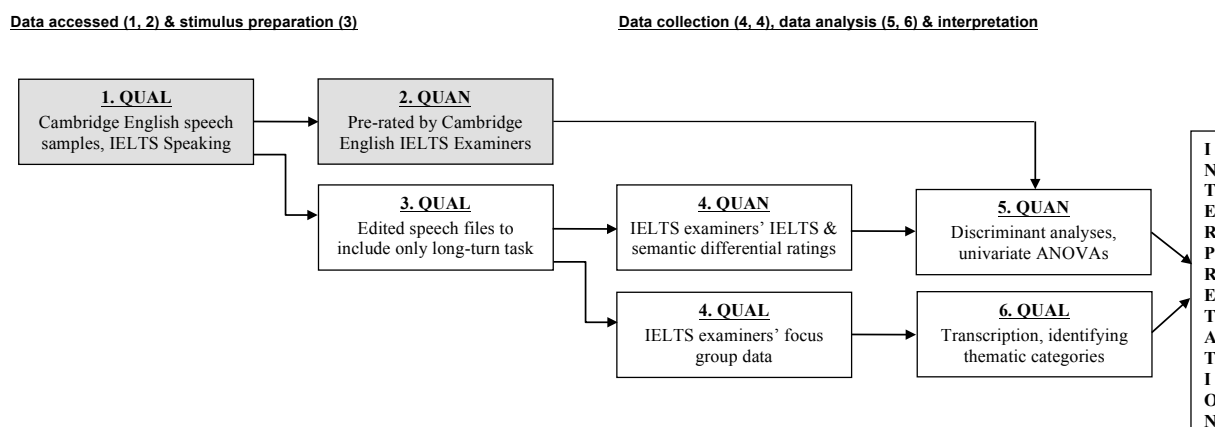 Data accessed (1, 2) & stimulus preparation (3)
Data collection (4, 4), data analysis (5, 6) & interpretation
1. QUAL
Cambridge English speech
samples, IELTS Speaking
2. QUAN
Pre-rated by Cambridge
English IELTS Examiners
3. QUAL
Edited speech files to
include only long-turn task
4. QUAN
IELTS examiners’ IELTS &
semantic differential ratings
5. QUAN
Discriminant analyses,
univariate ANOVAs
4. QUAL
IELTS examiners’ focus
group data
6. QUAL
Transcription, identifying
thematic categories
I
N
T
E
R
P
R
E
T
A
T
I
O
N